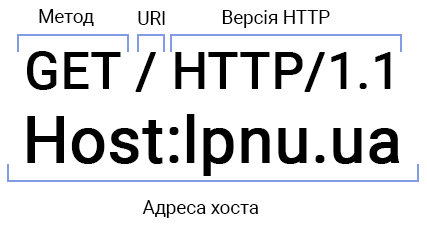 Метод URI Версія HTTP
GET / HTTP/1.1
Host:lpnu.ua
Адреса хоста